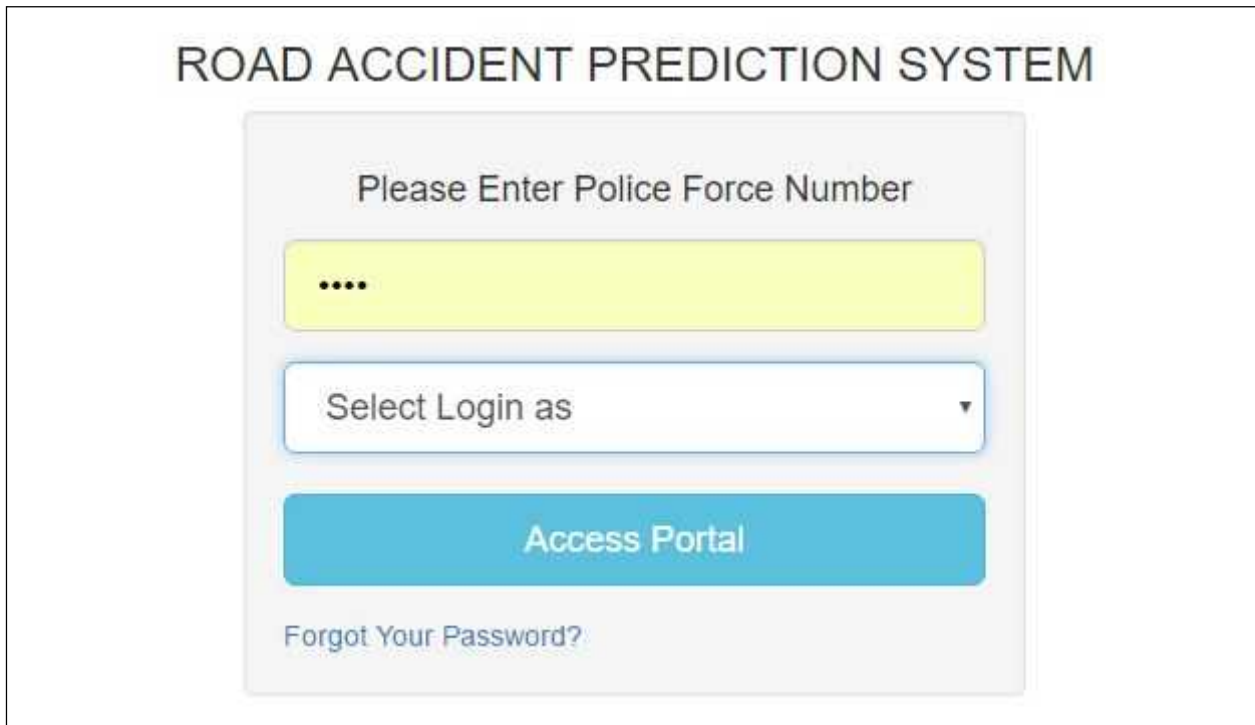 ROAD ACCIDENT PREDICTION SYSTEM
Please Enter Police Force Number
••••
Select Login as
Access Portal
Forgot Your Password?